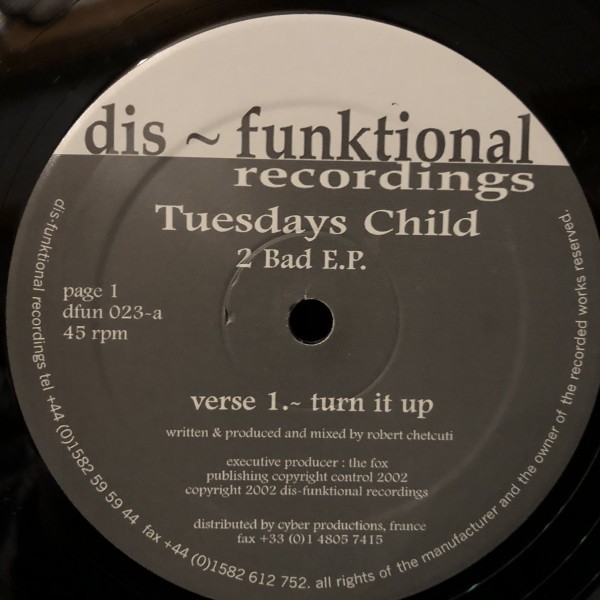 dis ~ funktional
recordings
Tuesdays Child
2 Bad E.P.
page 1
dfun 023-a
45 rpm
verse 1.~ turn it up
written & produced and mixed by robert chetcuti
executive producer : the fox
publishing copyright control 2002
copyright 2002 dis-funktional recordings
distributed by cyber productions, france
fax +33 (0)1 4805 7415
dis-funktional recordings tel +44 (0)1582 59 59 44 fax +44 (0)1582 612 752. all rights of the manufacturer and the owner of the recorded works reserved.